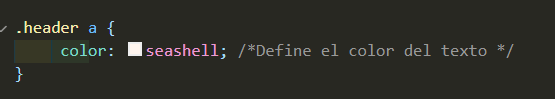 .header a {
color: seashell; /*Define el color del texto */
}